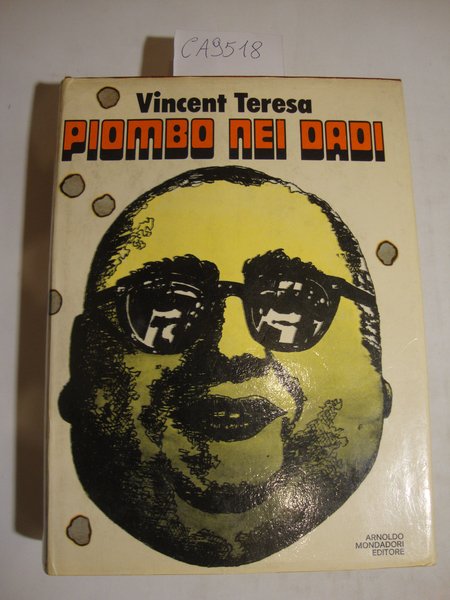 CA9518
Vincent Teresa
PIOMBO NEI DADI
ARNOLDO
MONDADORI
EDITORE